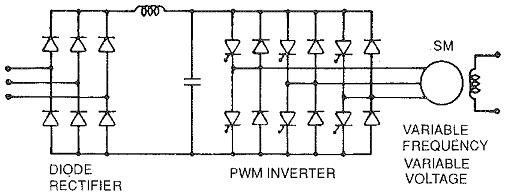 SM
DIODE
RECTIFIER
PWM INVERTER
VARIABLE
FREQUENCY
VARIABLE
VOLTAGE